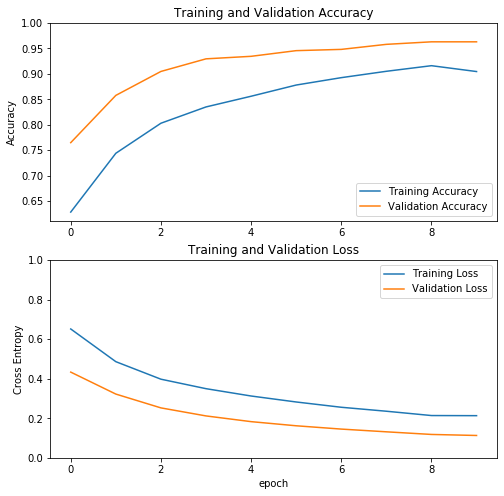 Training and Validation Accuracy
1.00
0.95
0.90
0.85
0.80
0.75
0.70
0.65
Accuracy
Training Accuracy
Validation Accuracy
0 2 4 6 8
Training and Validation Loss
1.0
0.8
0.6
0.4
0.2
0.0
Cross Entropy
Training Loss
Validation Loss
0 2 4 6 8
epoch